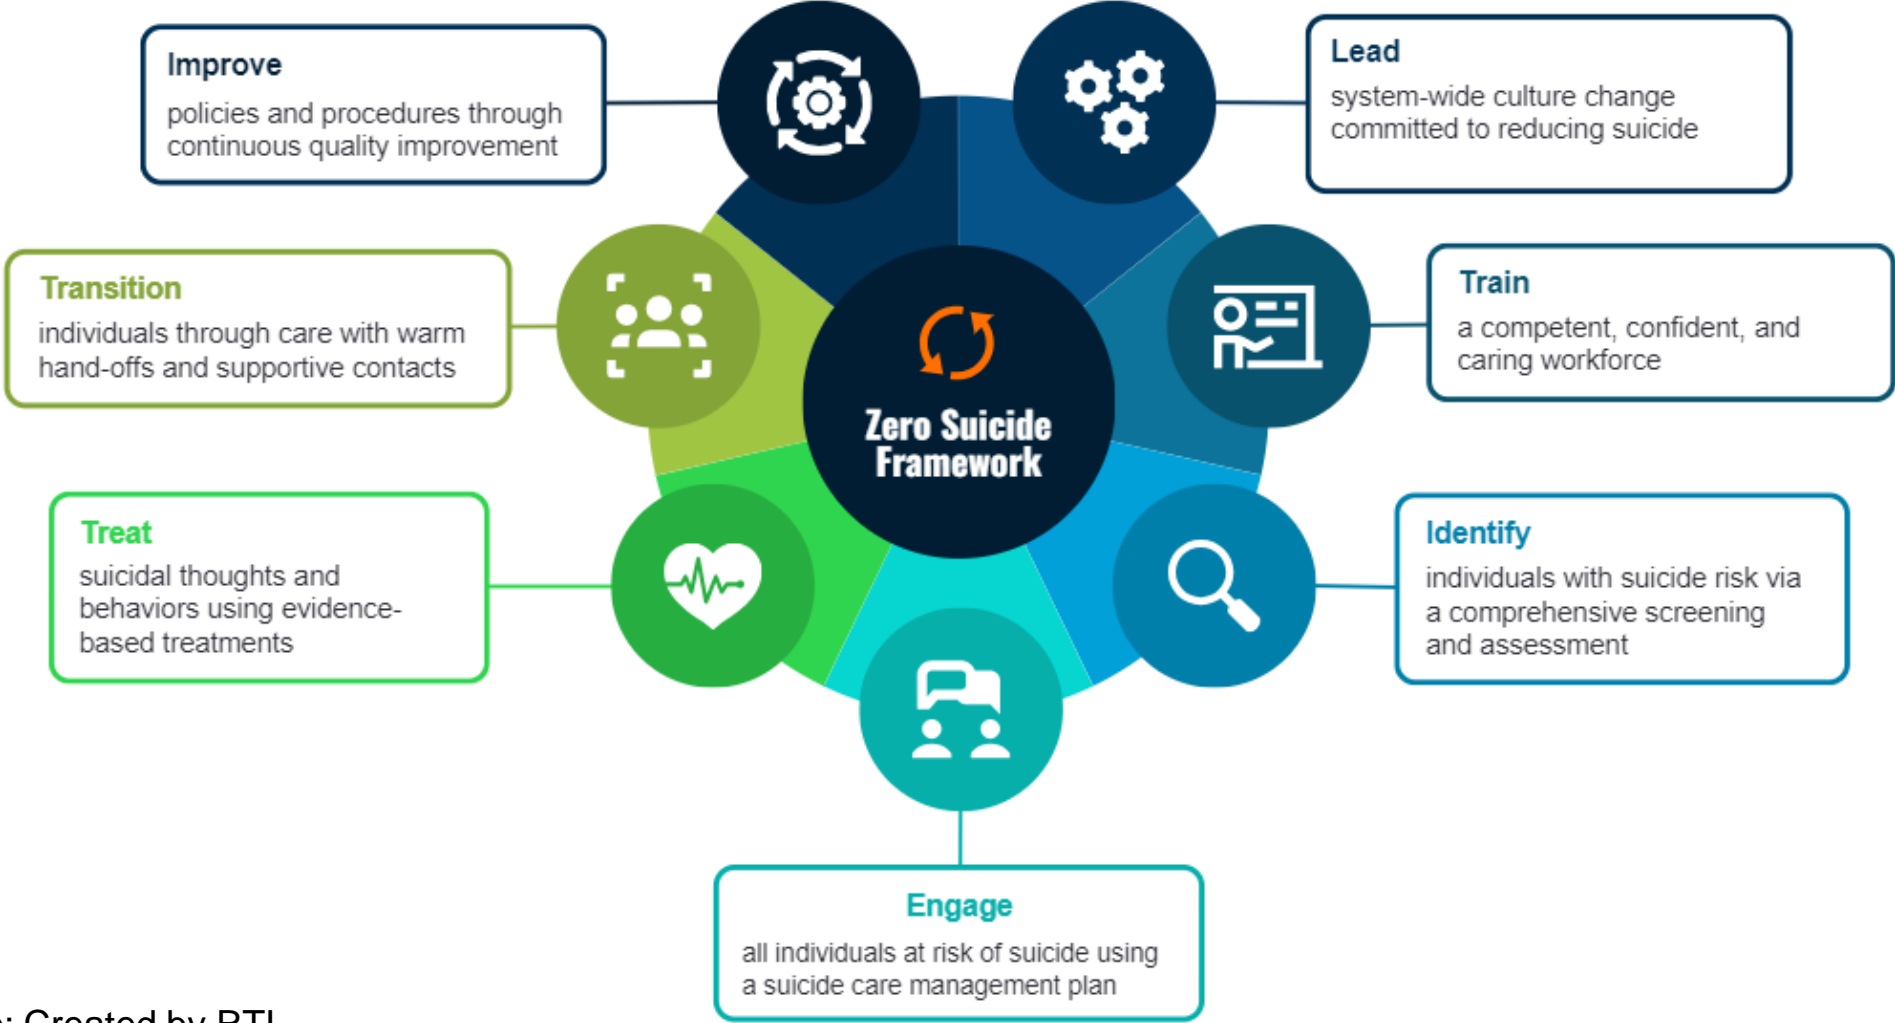 Improve
policies and procedures through
continuous quality improvement
Lead
system-wide culture change
committed to reducing suicide
Transition
individuals through care with warm
hand-offs and supportive contacts
Train
a competent, confident, and
caring workforce
Zero Suicide
Framework
Treat
suicidal thoughts and
behaviors using evidence-
based treatments
Identify
individuals with suicide risk via
a comprehensive screening
and assessment
Engage
all individuals at risk of suicide using
a suicide care management plan
: Created by RTI